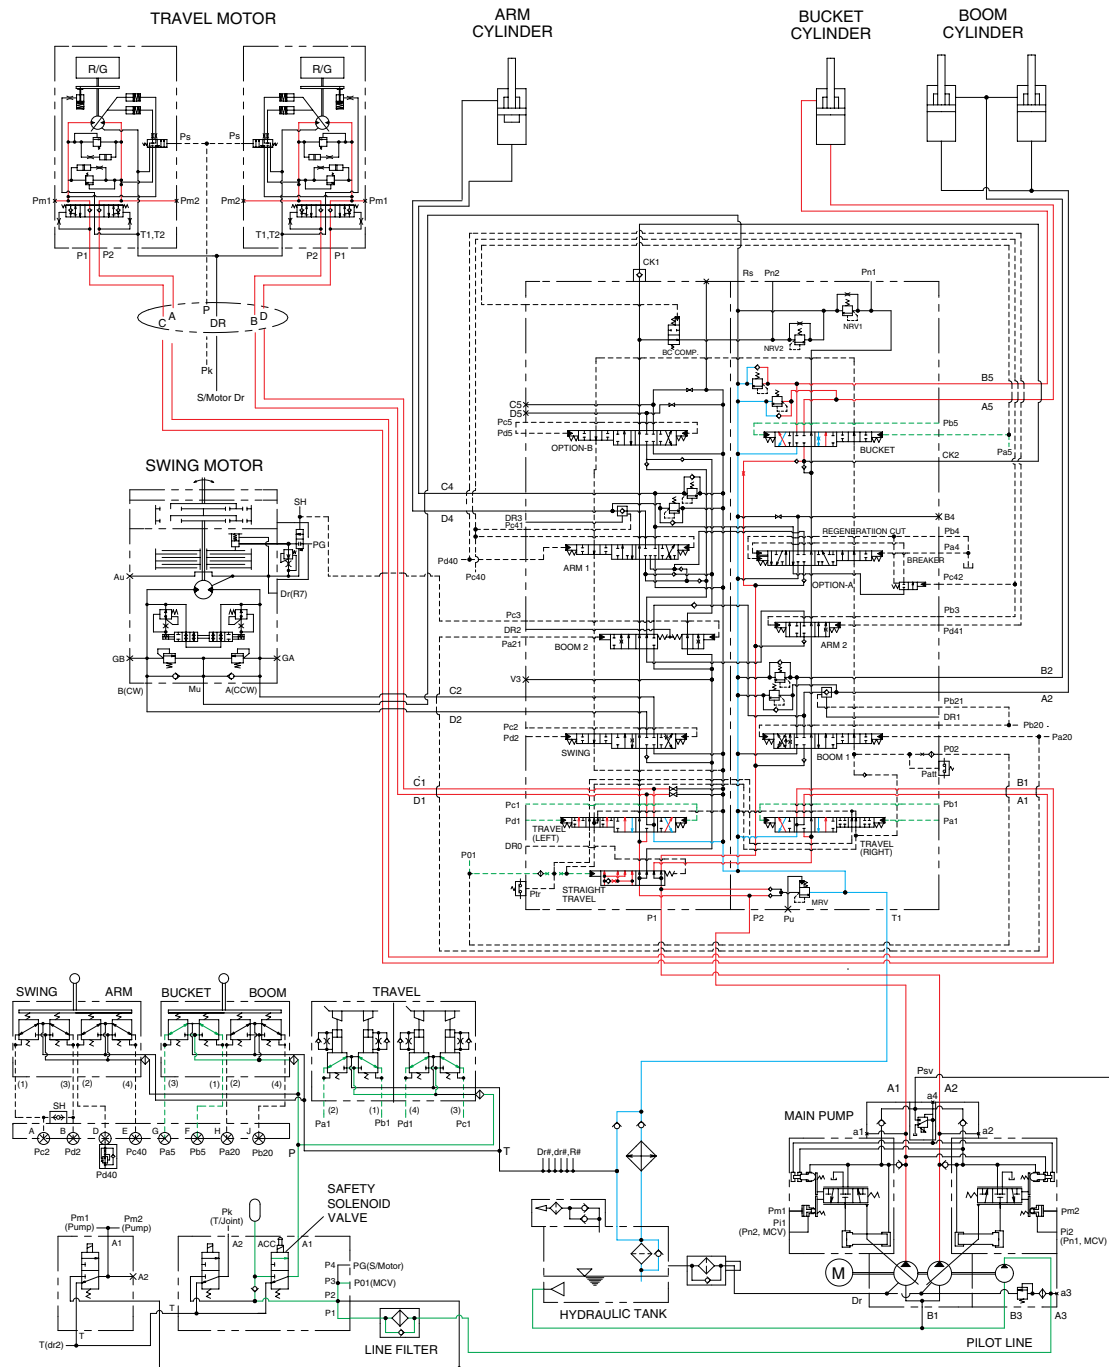 TRAVEL MOTOR
ARM
CYLINDER
BUCKET
CYLINDER
BOOM
CYLINDER
R/G
R/G
Ps
Ps
Pm1
Pm2
Pm2
Pm1
T1,T2
T1,T2
P1
P2
P2
P1
C
A
P
DR
B
D
Pk
S/Motor Dr
CK1
Rs
Pn2
Pn1
BC COMP.
NRV2
NRV1
B5
A5
C5
D5
Pc5
Pd5
OPTION-B
Pb5
BUCKET
Pa5
CK2
SWING MOTOR
SH
PG
Au
Dr(R7)
GB
GA
B(CW)
Mu
A(CCW)
C4
D4
DR3
Pc41
Pd40
Pc40
ARM 1
B4
REGENERATIION CUT
Pb4
Pa4
BREAKER
OPTION-A
Pc42
Pb3
Pd41
ARM 2
Pc3
DR2
Pa21
BOOM 2
V3
B2
A2
Pb21
DR1
Pb20
Pa20
C2
D2
Pc2
Pd2
SWING
BOOM 1
P02
Patt
C1
D1
B1
A1
Pc1
Pd1
TRAVEL
(LEFT)
Pb1
Pa1
TRAVEL
(RIGHT)
DR0
P01
Ptr
STRAIGHT
TRAVEL
P1
P2
Pu
MRV
T1
SWING
ARM
BUCKET
BOOM
TRAVEL
(1)
(3)
(2)
(4)
(3)
(1)
(2)
(4)
(2)
(1)
(4)
(3)
Pa1
Pb1
Pd1
Pc1
SH
A
B
D
E
G
F
H
J
Pc2
Pd2
Pd40
Pc40
Pa5
Pb5
Pa20
Pb20
P
T
Dr#,dr#,R#
SAFETY
SOLENOID
VALVE
Pm1
(Pump)
Pm2
(Pump)
A1
A2
T
T(dr2)
Pk
(T/Joint)
A2
ACC
A1
T
P4
PG(S/Motor)
P3
P01(MCV)
P2
P1
LINE FILTER
HYDRAULIC TANK
Psv
A1
A2
a4
MAIN PUMP
a1
a2
Pm1
Pi1
(Pn2, MCV)
Pm2
Pi2
(Pn1, MCV)
M
Dr
B1
B3
A3
a3
PILOT LINE